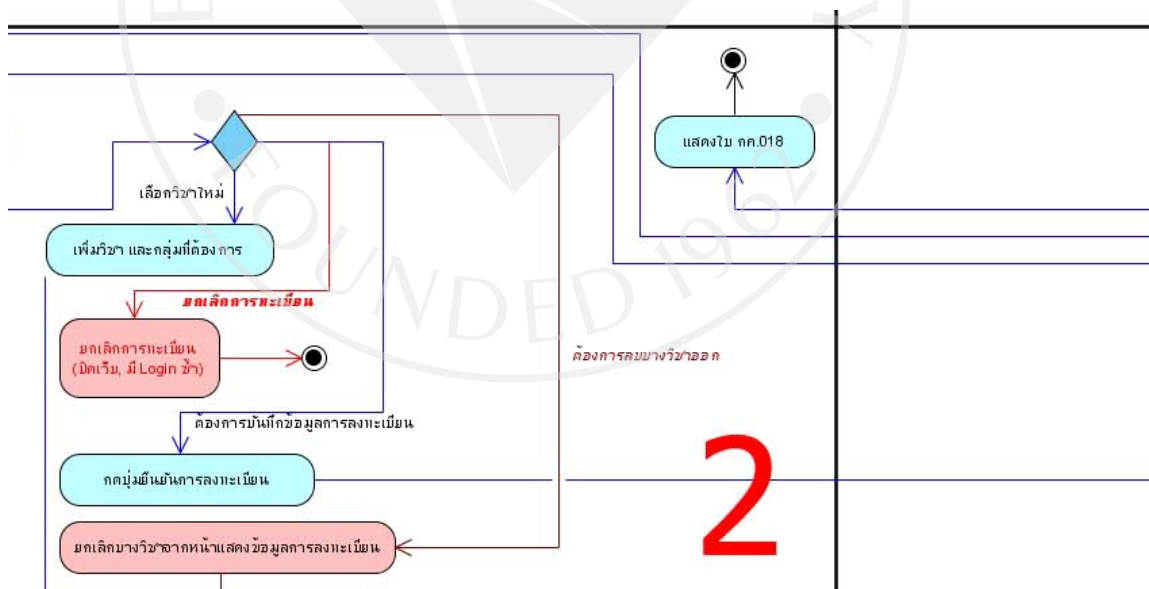 แสดงใบ กค.018
เลือกวิชาใหม่
เพิ่มวิชา และกลุ่มที่ต้องการ
ยกเลิกการทะเบียน
ยกเลิกการทะเบียน
(ปิดเว็บ, มี Login ซ้ำ)
ต้องการลบบางวิชาออก
ต้องการบันทึกข้อมูลการลงทะเบียน
กดปุ่มยืนยันการลงทะเบียน
ยกเลิกบางวิชาจากหน้าแสดงข้อมูลการลงทะเบียน
2
FOUNDED 1962